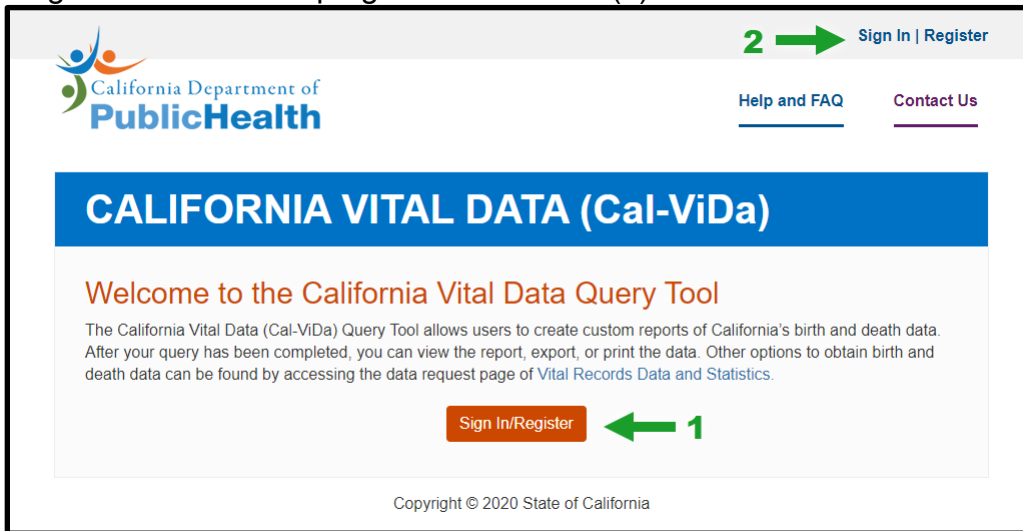 2 Sign In | Register
California Department of
PublicHealth
Help and FAQ Contact Us
CALIFORNIA VITAL DATA (Cal-ViDa)
Welcome to the California Vital Data Query Tool
The California Vital Data (Cal-ViDa) Query Tool allows users to create custom reports of California's birth and death data.
After your query has been completed, you can view the report, export, or print the data. Other options to obtain birth and
death data can be found by accessing the data request page of Vital Records Data and Statistics.
Sign In/Register 1
Copyright © 2020 State of California